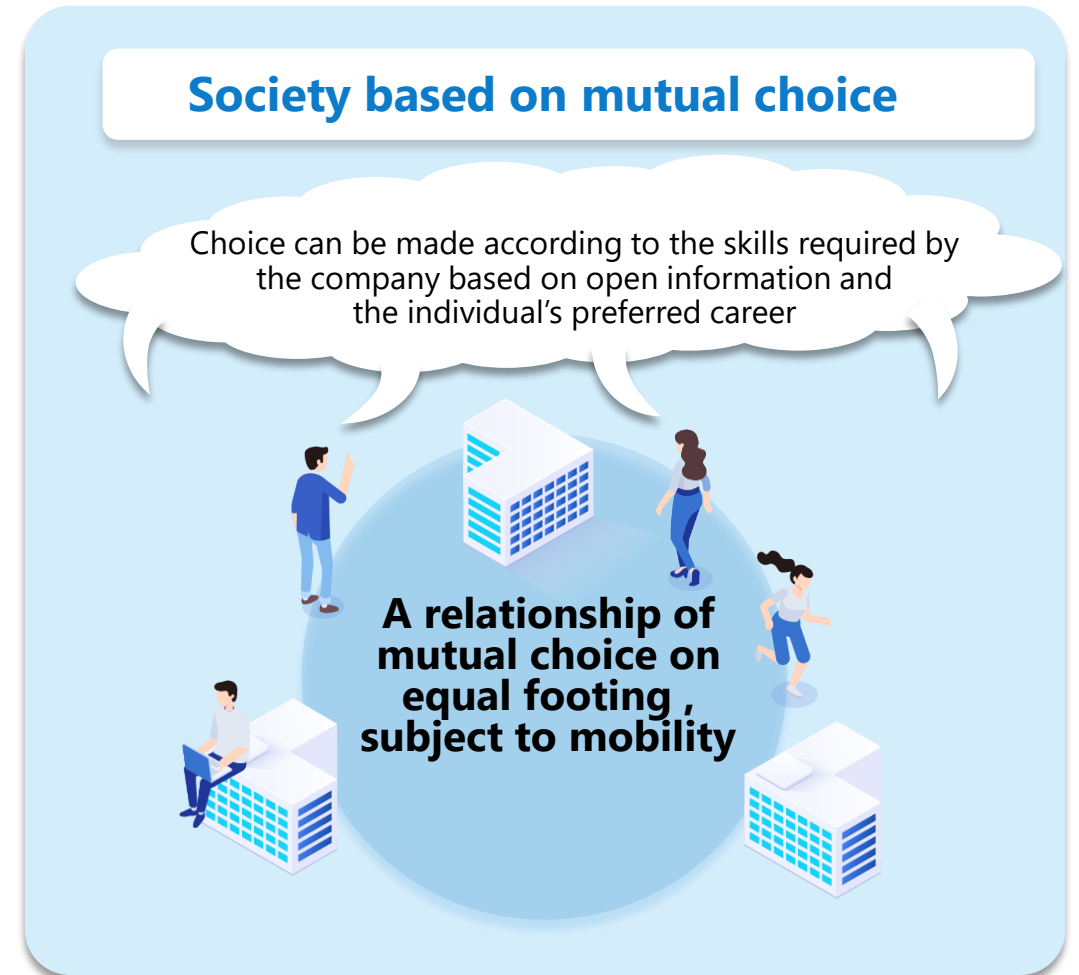 Society based on mutual choice
Choice can be made according to the skills required by
the company based on open information and
the individual’s preferred career
A relationship of
mutual choice on
equal footing ,
subject to mobility